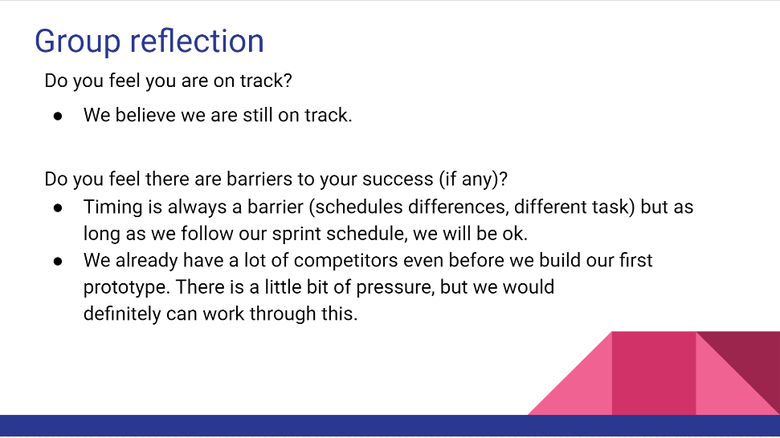 Group reflection
Do you feel you are on track?
● We believe we are still on track.
Do you feel there are barriers to your success (if any)?
● Timing is always a barrier (schedules differences, different task) but as
long as we follow our sprint schedule, we will be ok.
● We already have a lot of competitors even before we build our first
prototype. There is a little bit of pressure, but we would
definitely can work through this.